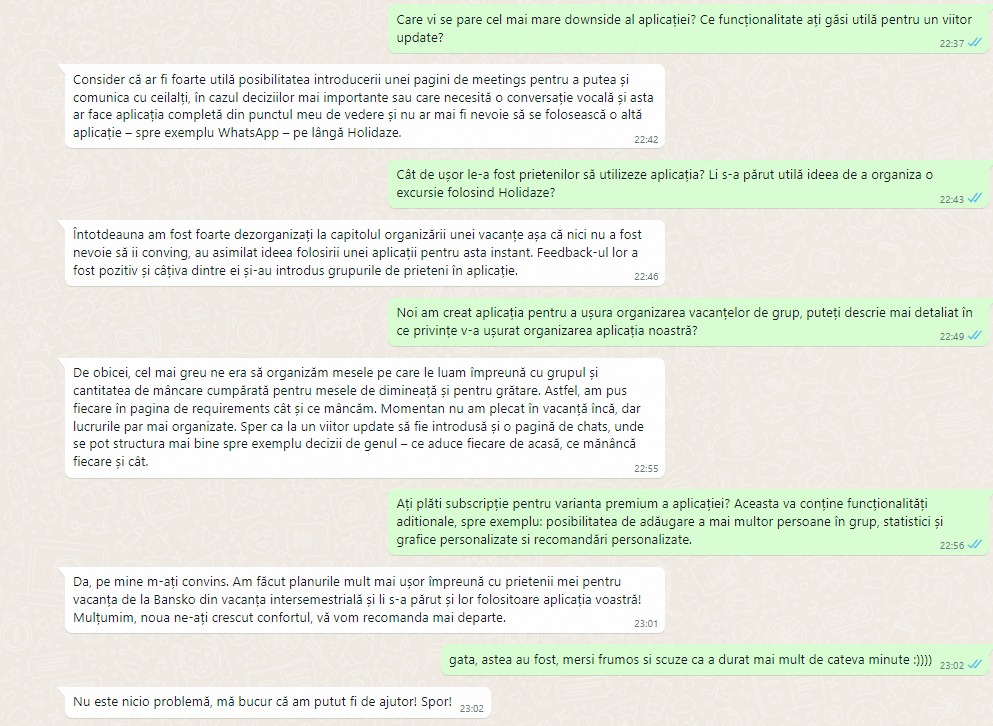 Care vi se pare cel mai mare downside al aplicației? Ce funcționalitate ați găsi utilă pentru un viitor
update?
22:37
Consider că ar fi foarte utilă posibilitatea introducerii unei pagini de meetings pentru a putea și
comunica cu ceilalți, în cazul deciziilor mai importante sau care necesită o conversație vocală și asta
ar face aplicația completă din punctul meu de vedere și nu ar mai fi nevoie să se folosească o altă
aplicație – spre exemplu WhatsApp – pe lângă Holidaze.
22:42
Cât de ușor le-a fost prietenilor să utilizeze aplicația? Li s-a părut utilă ideea de a organiza o
excursie folosind Holidaze?
22:43
Întotdeauna am fost foarte dezorganizați la capitolul organizării unei vacanțe așa că nici nu a fost
nevoie să ii conving, au asimilat ideea folosirii unei aplicații pentru asta instant. Feedback-ul lor a
fost pozitiv și câțiva dintre ei și-au introdus grupurile de prieteni în aplicație.
22:46
Noi am creat aplicația pentru a ușura organizarea vacanțelor de grup, puteți descrie mai detaliat în
ce privințe v-a ușurat organizarea aplicația noastră?
22:49
De obicei, cel mai greu ne era să organizăm mesele pe care le luam împreună cu grupul și
cantitatea de mâncare cumpărată pentru mesele de dimineață și pentru grătare. Astfel, am pus
fiecare în pagina de requirements cât și ce mâncăm. Momentan nu am plecat în vacanță încă, dar
lucrurile par mai organizate. Sper ca la un viitor update să fie introdusă și o pagină de chats, unde
se pot structura mai bine spre exemplu decizii de genul – ce aduce fiecare de acasă, ce mănâncă
fiecare și cât.
22:55
Ați plăti subscripție pentru varianta premium a aplicației? Aceasta va conține funcționalități
aditionale, spre exemplu: posibilitatea de adăugare a mai multor persoane în grup, statistici și
grafice personalizate si recomandări personalizate.
22:56
Da, pe mine m-ați convins. Am făcut planurile mult mai ușor împreună cu prietenii mei pentru
vacanța de la Bansko din vacanța intersemestrială și li s-a părut și lor folositoare aplicația voastră!
Mulțumim, noua ne-ați crescut confortul, vă vom recomanda mai departe.
23:01
gata, astea au fost, mersi frumos si scuze ca a durat mai mult de cateva minute :))))
23:02
Nu este nicio problemă, mă bucur că am putut fi de ajutor! Spor!
23:02